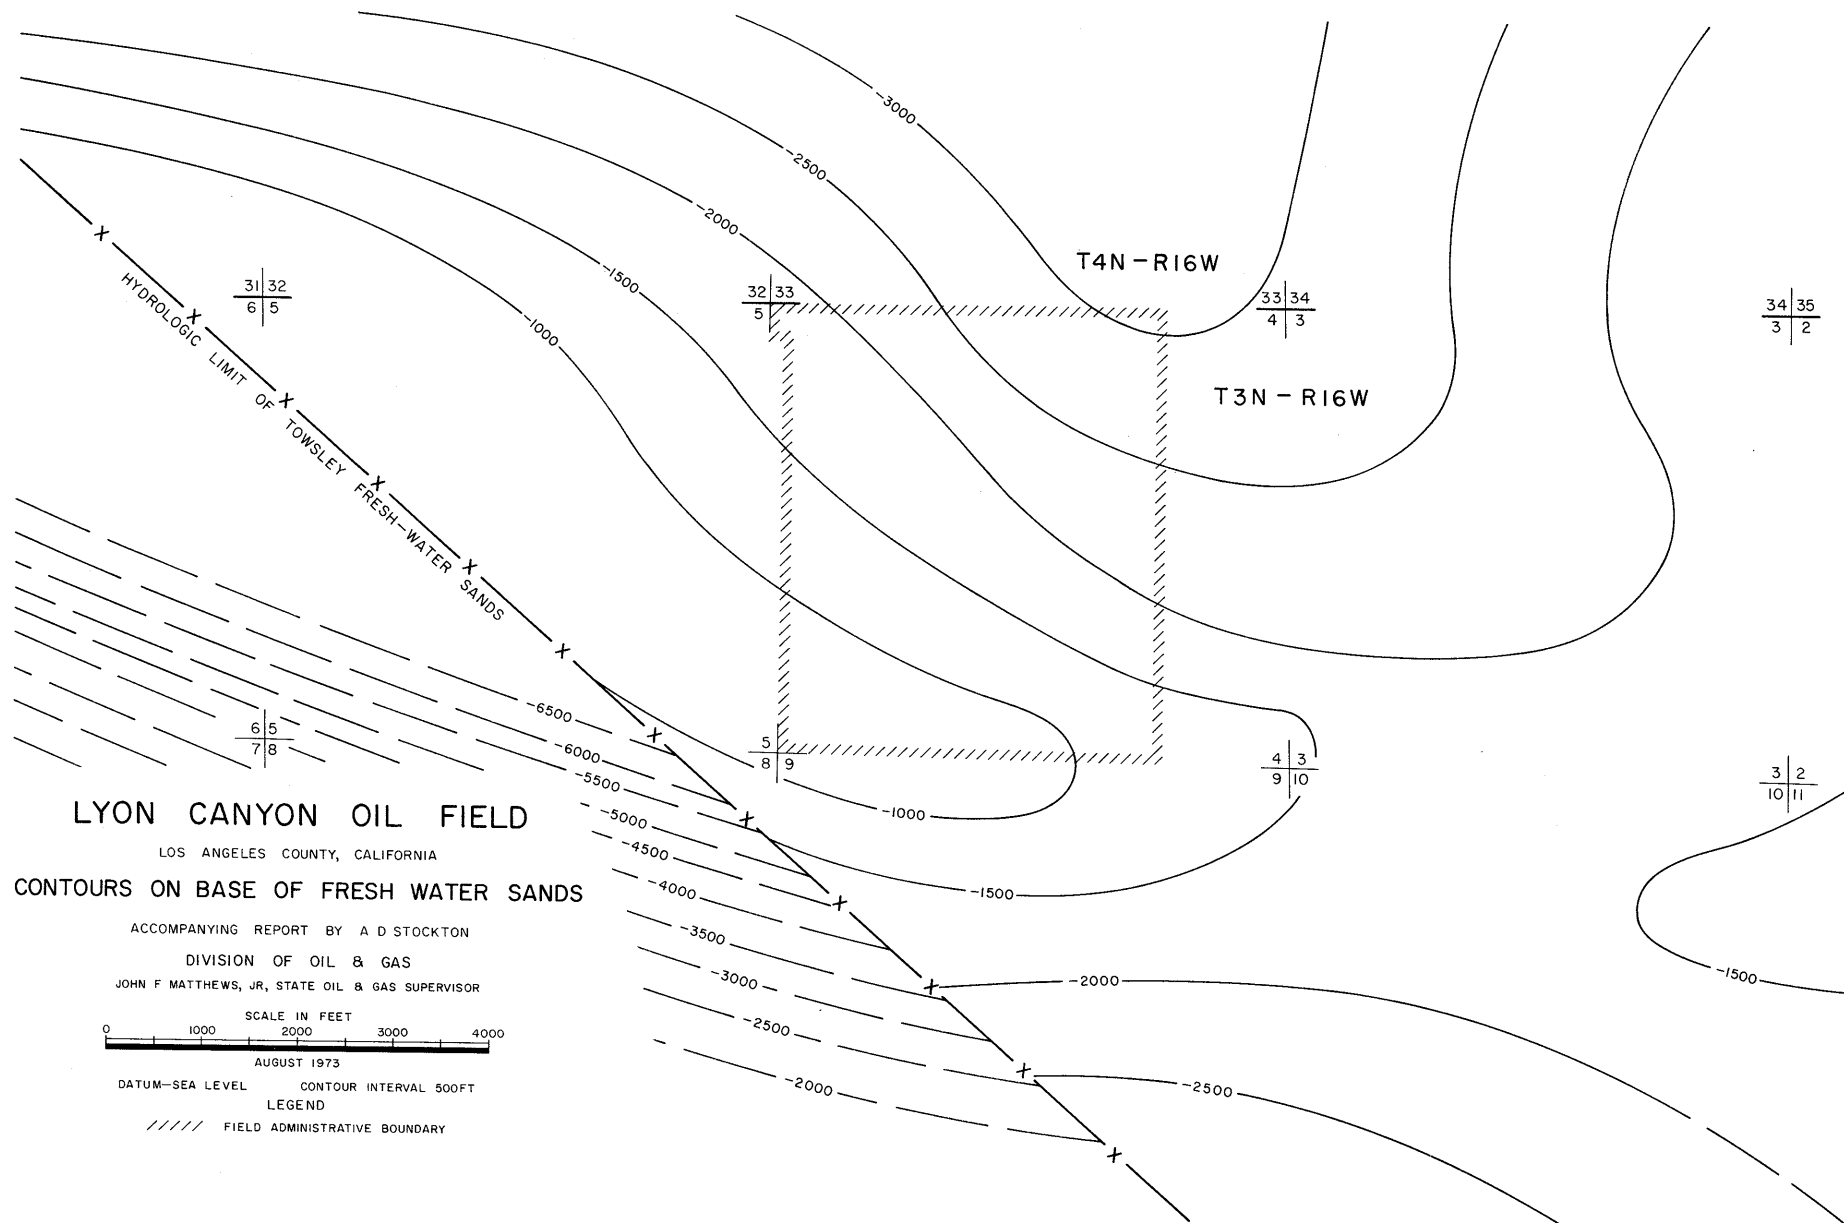 -3000
-2500
-2000
T4N-R16W
-1500
31 32
6 5
32 33
5
33 34
4 3
34 35
3 2
-1000
T3N-R16W
HYDROLOGIC LIMIT OF TOWSLEY FRESH-WATER SANDS
-6500
6 5
7 8
-6000
5
8 9
4 3
9 10
3 2
10 11
-5500
-5000
-1000
-4500
-4000
-1500
-3500
-3000
-2000
-1500
-2500
-2500
-2000
LYON CANYON OIL FIELD
LOS ANGELES COUNTY, CALIFORNIA
CONTOURS ON BASE OF FRESH WATER SANDS
ACCOMPANYING REPORT BY A D STOCKTON
DIVISION OF OIL & GAS
JOHN F MATTHEWS, JR, STATE OIL & GAS SUPERVISOR
SCALE IN FEET
0 1000 2000 3000 4000
AUGUST 1973
DATUM-SEA LEVEL CONTOUR INTERVAL 500FT
LEGEND
FIELD ADMINISTRATIVE BOUNDARY